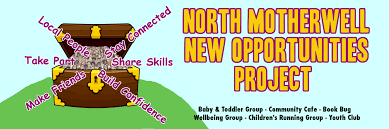 Local People
Stay Connected
Take Part
Share Skills
Make Friends
Build Confidence
NORTH MOTHERWELL
NEW OPPORTUNITIES
PROJECT
Baby & Toddler Group - Community Cafe - Book Bug
Wellbeing Group - Children's Running Group - Youth Club